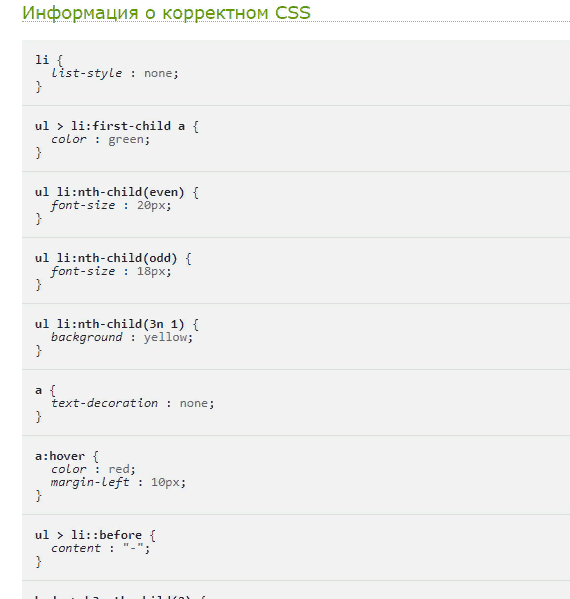 Информация о корректном CSS
li {
list-style : none;
}
ul > li:first-child a {
color : green;
}
ul li:nth-child(even) {
font-size : 20px;
}
ul li:nth-child(odd) {
font-size : 18px;
}
ul li:nth-child(3n 1) {
background : yellow;
}
a {
text-decoration : none;
}
a:hover {
color : red;
margin-left : 10px;
}
ul > li::before {
content : "-";
}